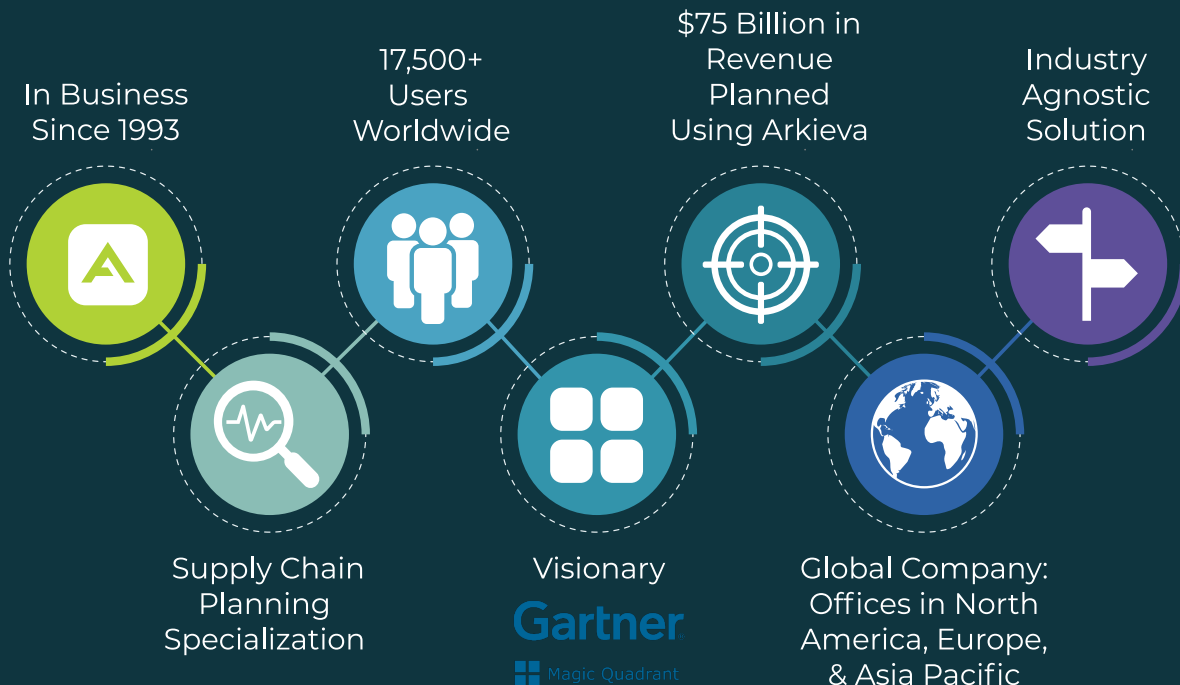 In Business
Since 1993
17,500+
Users
Worldwide
$75 Billion in
Revenue
Planned
Using Arkieva
Industry
Agnostic
Solution
Supply Chain
Planning
Specialization
Visionary
Gartner
Magic Quadrant
Global Company:
Offices in North
America, Europe,
& Asia Pacific